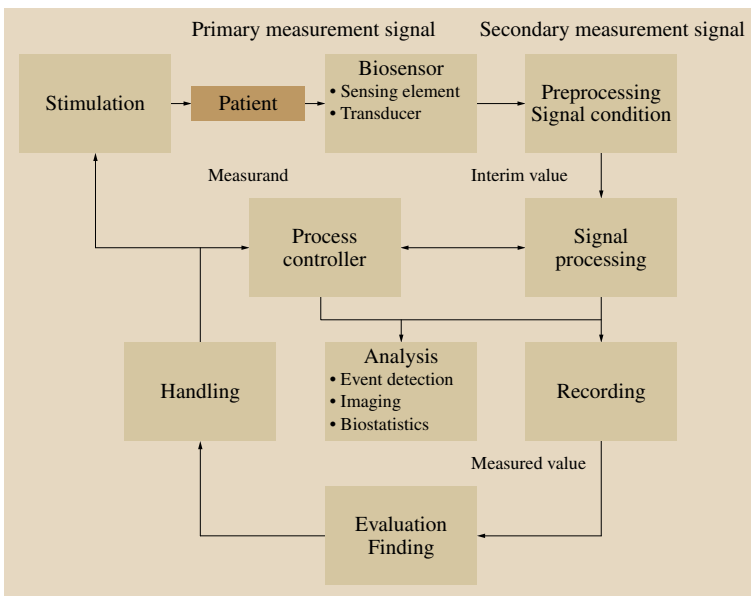 Primary measurement signal
Secondary measurement signal
Stimulation
Patient
Biosensor
• Sensing element
• Transducer
Preprocessing
Signal condition
Measurand
Interim value
Process
controller
Signal
processing
Handling
Analysis
• Event detection
• Imaging
• Biostatistics
Recording
Measured value
Evaluation
Finding